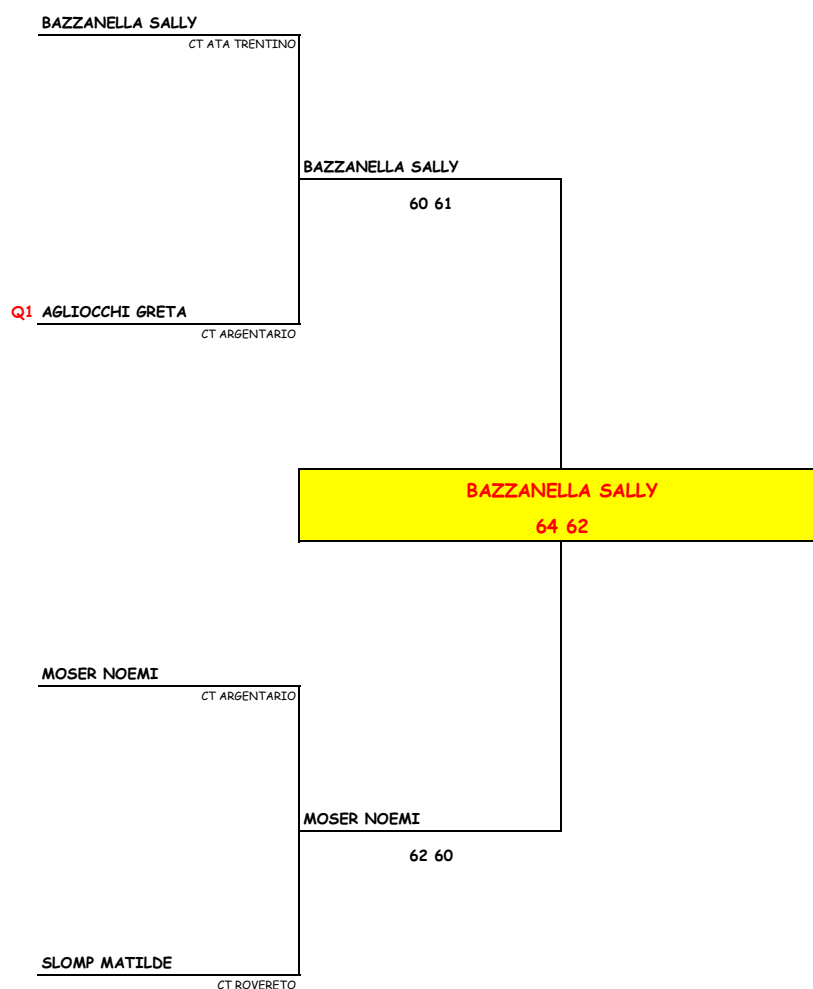 BAZZANELLA SALLY
CT ATA TRENTINO
BAZZANELLA SALLY
60 61
Q1 AGLIOCCHI GRETA
CT ARGENTARIO
BAZZANELLA SALLY
64 62
MOSER NOEMI
CT ARGENTARIO
MOSER NOEMI
62 60
SLOMP MATILDE
CT ROVERETO